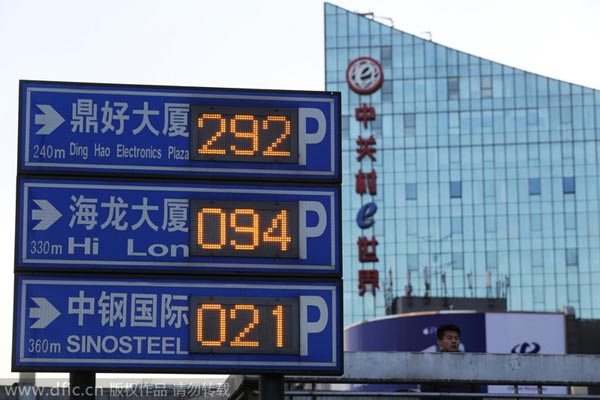 鼎好大厦 292 P
240m Ding Hao Electronics Plaza
海龙大厦 094 P
330m Hi Lon
中钢国际 021 P
360m SINOSTEEL
中关村e世界
www.dfic.cn 版权作品 请勿转载